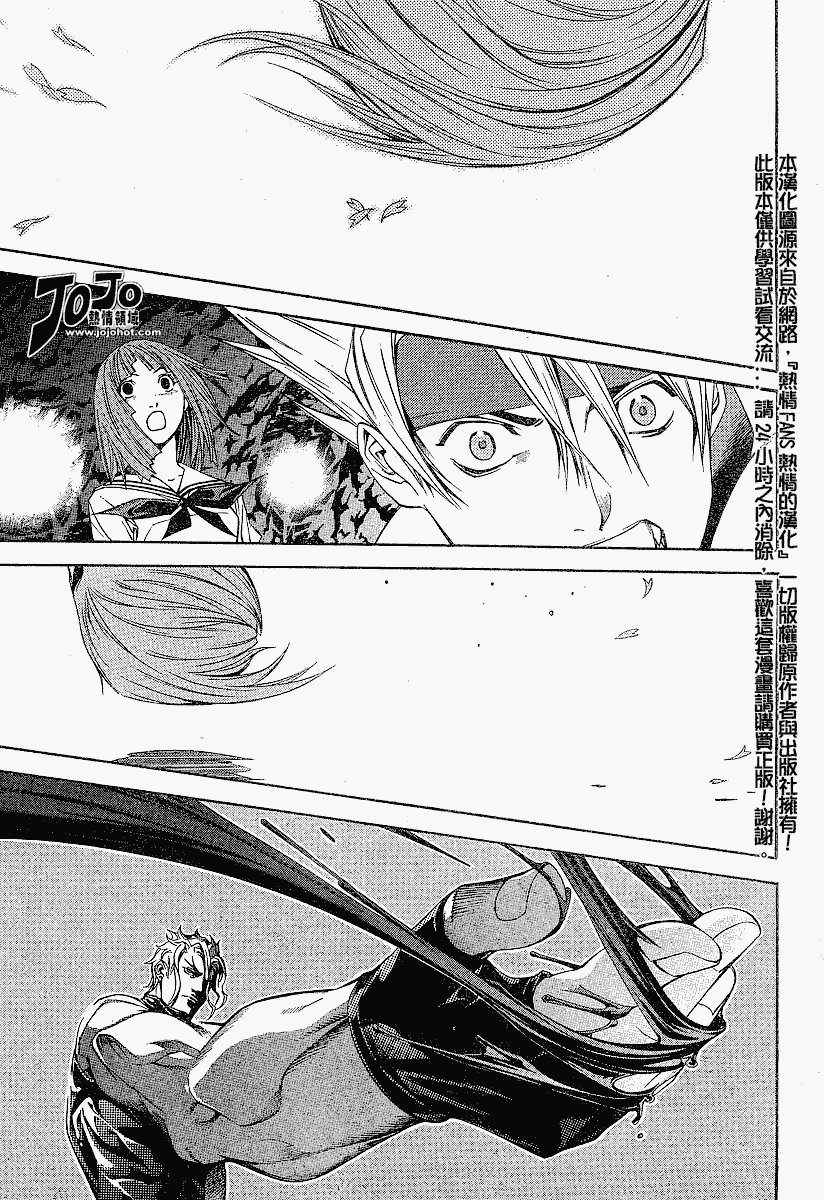 本漢化圖源來自於網路，『熱情FANS熱情的漢化』一切版權歸原作者與出版社擁有！
此版本僅供學習試看交流… 請24小時之內消除，喜歡這套漫畫請購買正版！謝謝。
JOJO
熱情領域
www.jojohot.com